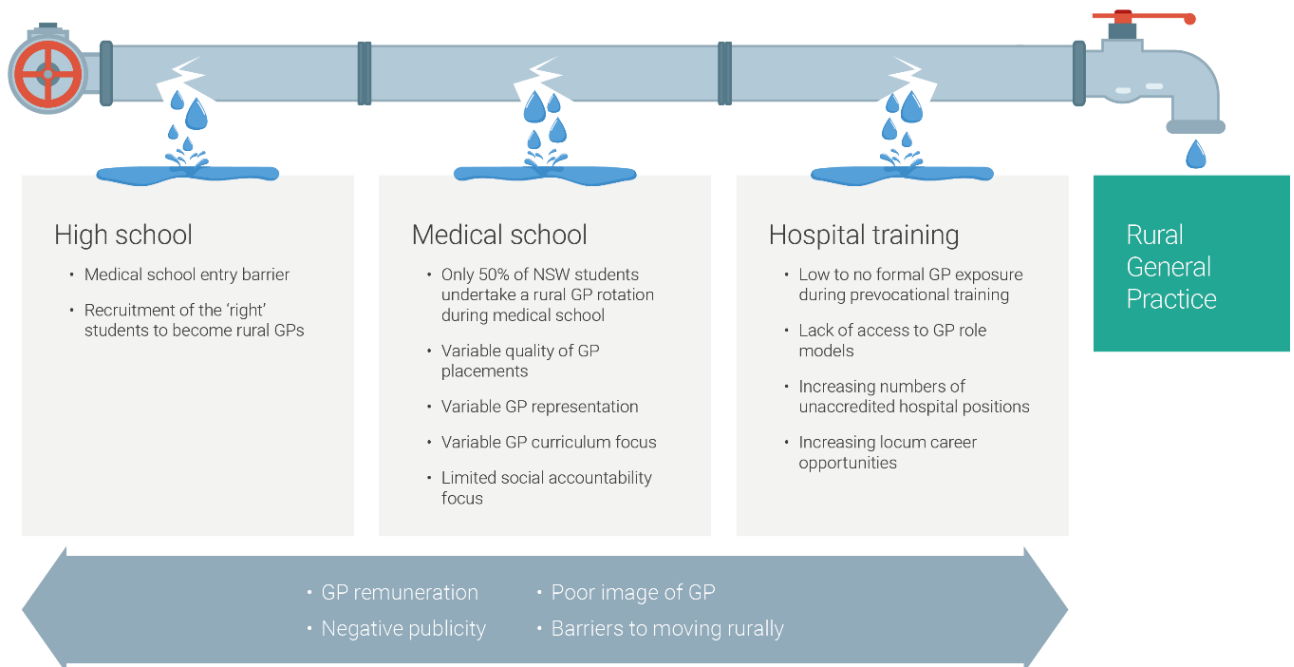 High school
• Medical school entry barrier
• Recruitment of the ‘right’
students to become rural GPs
Medical school
• Only 50% of NSW students
undertake a rural GP rotation
during medical school
• Variable quality of GP
placements
• Variable GP representation
• Variable GP curriculum focus
• Limited social accountability
focus
Hospital training
• Low to no formal GP exposure
during prevocational training
• Lack of access to GP role
models
• Increasing numbers of
unaccredited hospital positions
• Increasing locum career
opportunities
Rural
General
Practice
• GP remuneration
• Negative publicity
• Poor image of GP
• Barriers to moving rurally